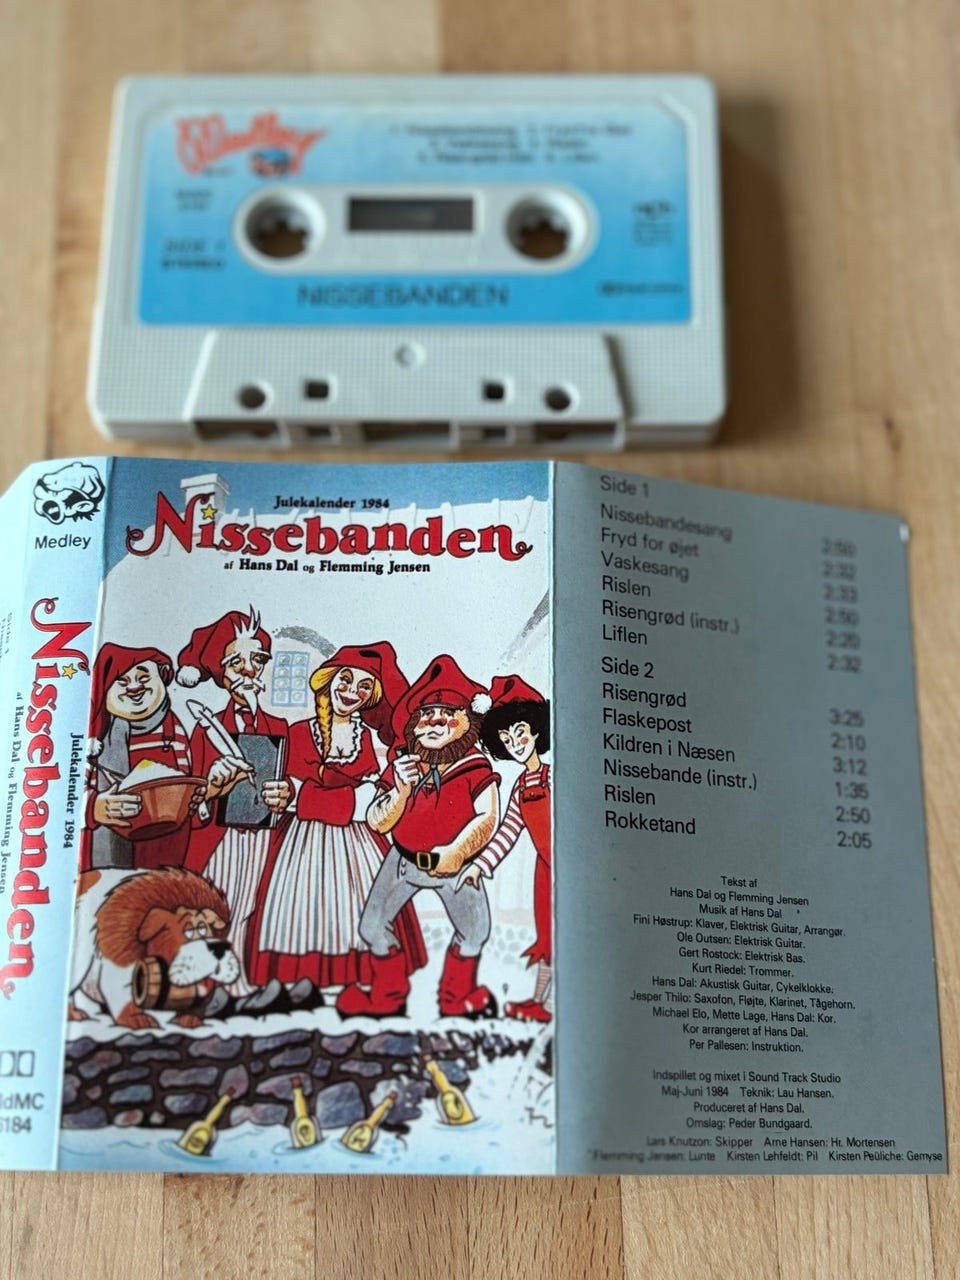 Medley
SIDE 1
STEREO
NISSEBANDEN
Medley
Nissebanden
Julekalender 1984
af Hans Dal og Flemming Jensen
dMC
6184
Julekalender 1984
Nissebanden
af Hans Dal og Flemming Jensen
Side 1
Nissebandesang 2:50
Fryd for øjet 2:32
Vaskesang 2:33
Rislen 2:50
Risengrød (instr.) 2:20
Liflen 2:32
Side 2
Risengrød 3:25
Flaskepost 2:10
Kildren i Næsen 3:12
Nissebande (instr.) 1:35
Rislen 2:50
Rokketand 2:05
Tekst af
Hans Dal og Flemming Jensen
Musik af Hans Dal
Fini Høstrup: Klaver, Elektrisk Guitar, Arrangør.
Ole Outsen: Elektrisk Guitar.
Gert Rostock: Elektrisk Bas.
Kurt Riedel: Trommer.
Hans Dal: Akustisk Guitar, Cykelklokke.
Jesper Thilo: Saxofon, Fløjte, Klarinet, Tågehorn.
Michael Elo, Mette Lage, Hans Dal: Kor.
Kor arrangeret af Hans Dal.
Per Pallesen: Instruktion.
Indspillet og mixet i Sound Track Studio
Maj-Juni 1984 Teknik: Lau Hansen.
Produceret af Hans Dal.
Omslag: Peder Bundgaard.
Lars Knutzon: Skipper Arne Hansen: Hr. Mortensen
Flemming Jensen: Lunte Kirsten Lehfeldt: Pil Kirsten Peüliche: Gemyse